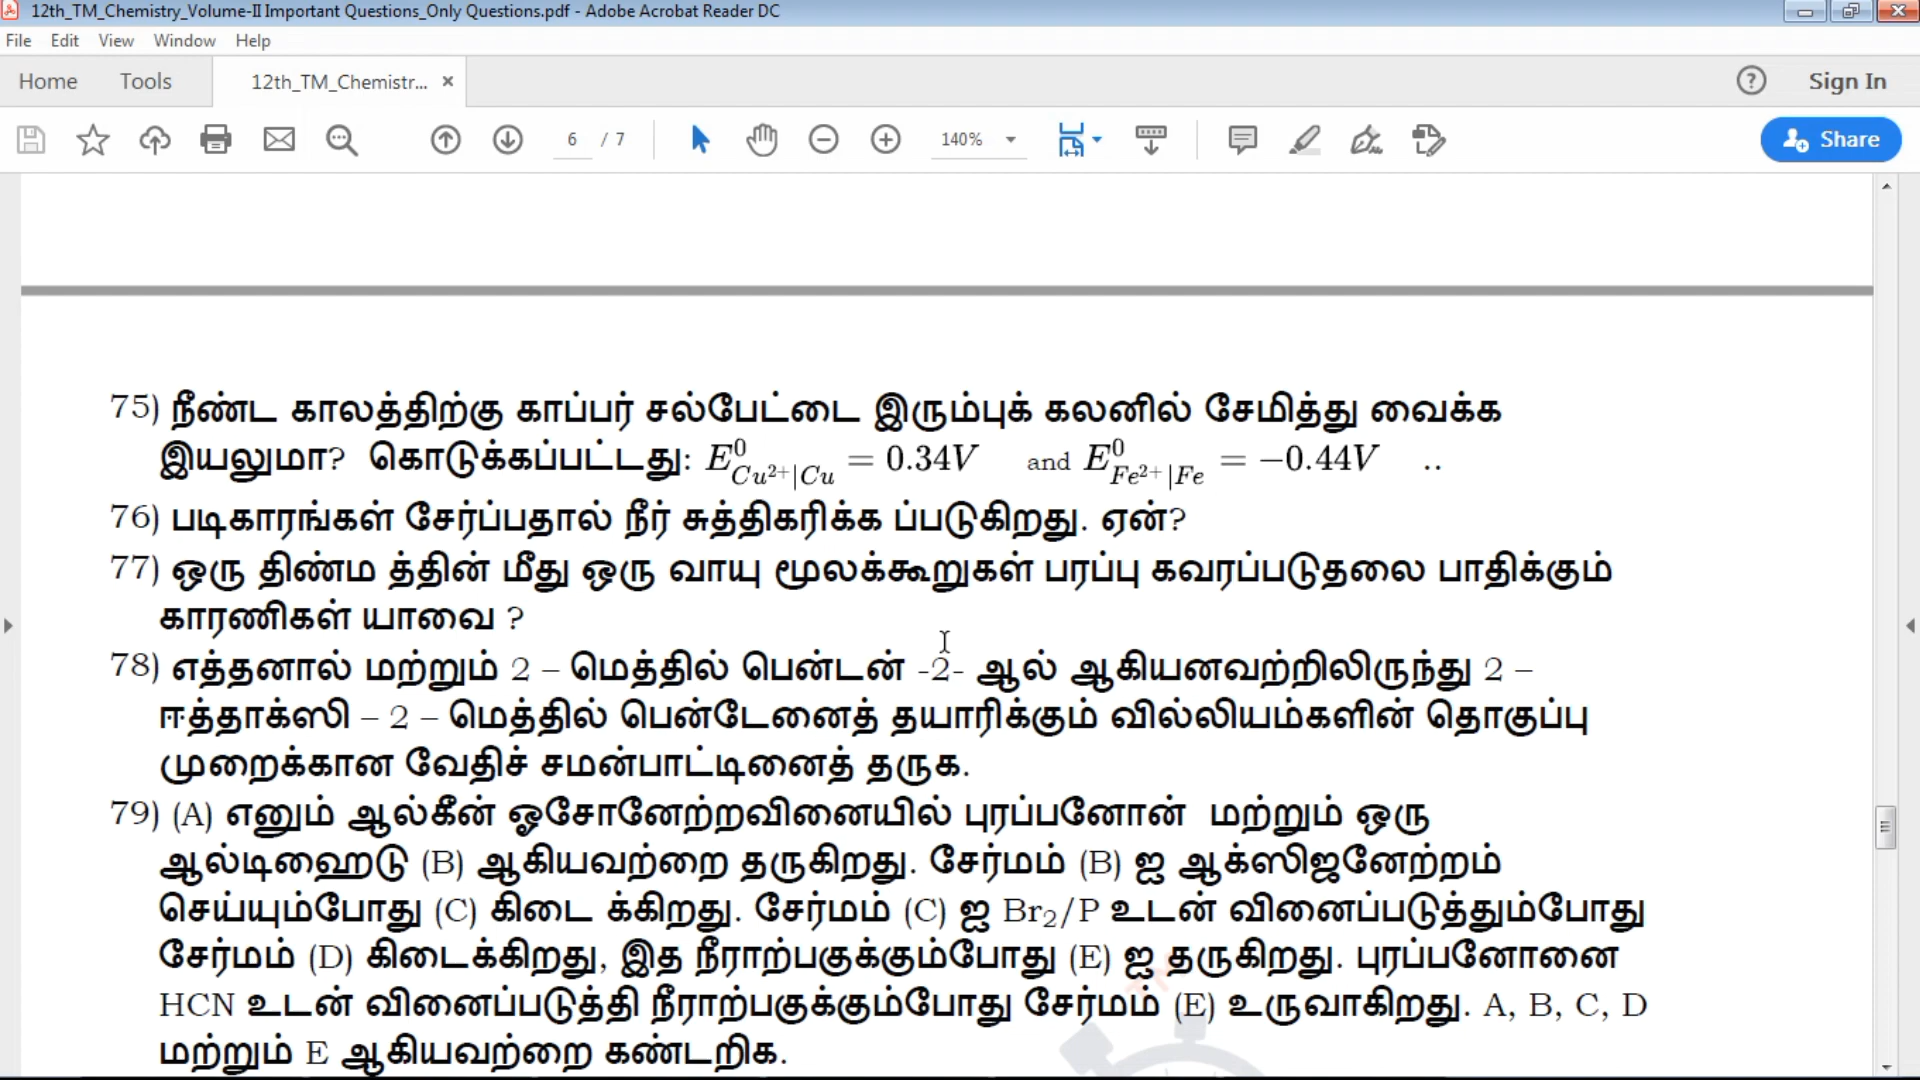 12th_TM_Chemistry_Volume-II Important Questions_Only Questions.pdf - Adobe Acrobat Reader DC
File Edit View Window Help
Home Tools 12th_TM_Chemistr... × ? Sign In
6 / 7 140% Share
75) நீண்ட காலத்திற்கு காப்பர் சல்பேட்டை இரும்புக் கலனில் சேமித்து வைக்க
இயலுமா? கொடுக்கப்பட்டது: E⁰_{Cu²⁺|Cu} = 0.34V and E⁰_{Fe²⁺|Fe} = −0.44V ..
76) படிகாரங்கள் சேர்ப்பதால் நீர் சுத்திகரிக்க ப்படுகிறது. ஏன்?
77) ஒரு திண்ம த்தின் மீது ஒரு வாயு மூலக்கூறுகள் பரப்பு கவரப்படுதலை பாதிக்கும்
காரணிகள் யாவை ?
78) எத்தனால் மற்றும் 2 – மெத்தில் பென்டன் -2- ஆல் ஆகியனவற்றிலிருந்து 2 –
ஈத்தாக்ஸி – 2 – மெத்தில் பென்டேனைத் தயாரிக்கும் வில்லியம்களின் தொகுப்பு
முறைக்கான வேதிச் சமன்பாட்டினைத் தருக.
79) (A) எனும் ஆல்கீன் ஓசோனேற்றவினையில் புரப்பனோன் மற்றும் ஒரு
ஆல்டிஹைடு (B) ஆகியவற்றை தருகிறது. சேர்மம் (B) ஐ ஆக்ஸிஜனேற்றம்
செய்யும்போது (C) கிடை க்கிறது. சேர்மம் (C) ஐ Br₂/P உடன் வினைப்படுத்தும்போது
சேர்மம் (D) கிடைக்கிறது, இத நீராற்பகுக்கும்போது (E) ஐ தருகிறது. புரப்பனோனை
HCN உடன் வினைப்படுத்தி நீராற்பகுக்கும்போது சேர்மம் (E) உருவாகிறது. A, B, C, D
மற்றும் E ஆகியவற்றை கண்டறிக.